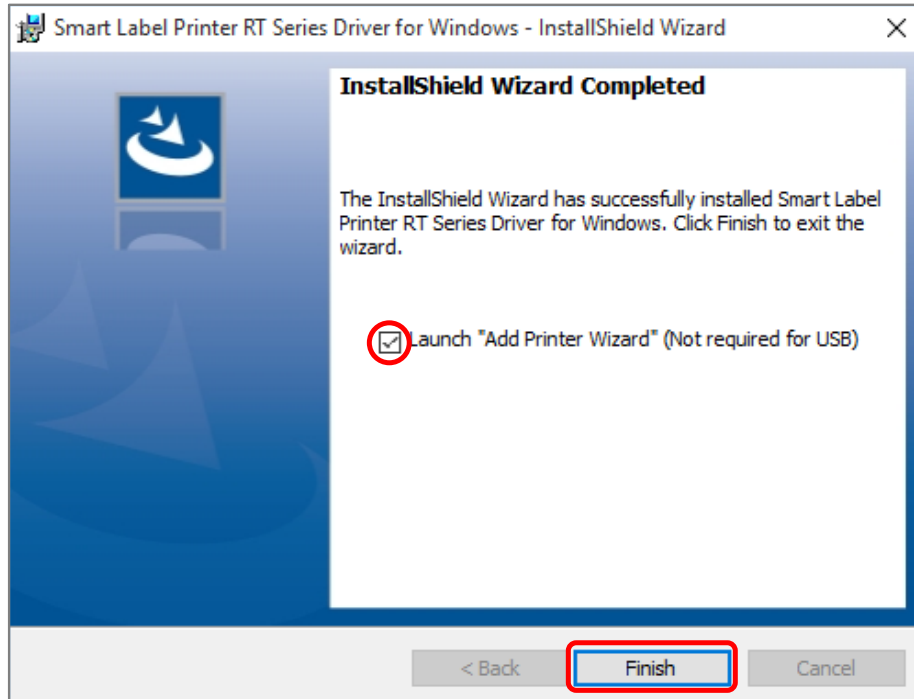 Smart Label Printer RT Series Driver for Windows - InstallShield Wizard
InstallShield Wizard Completed
The InstallShield Wizard has successfully installed Smart Label
Printer RT Series Driver for Windows. Click Finish to exit the
wizard.
Launch "Add Printer Wizard" (Not required for USB)
< Back Finish Cancel